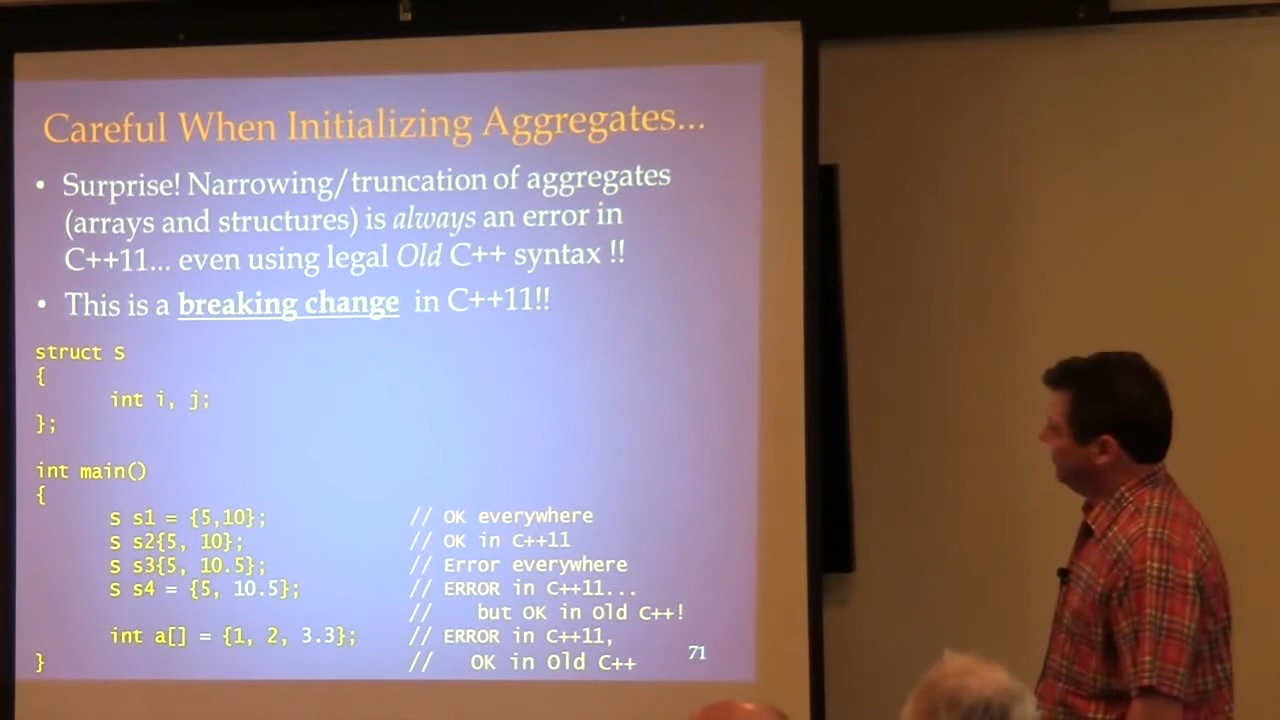 Careful When Initializing Aggregates...
• Surprise! Narrowing/truncation of aggregates
(arrays and structures) is always an error in
C++11... even using legal Old C++ syntax !!
• This is a breaking change in C++11!!
struct S
{
int i, j;
};
int main()
{
S s1 = {5,10}; // OK everywhere
S s2{5, 10}; // OK in C++11
S s3{5, 10.5}; // Error everywhere
S s4 = {5, 10.5}; // ERROR in C++11...
// but OK in Old C++!
int a[] = {1, 2, 3.3}; // ERROR in C++11,
} // OK in Old C++
71